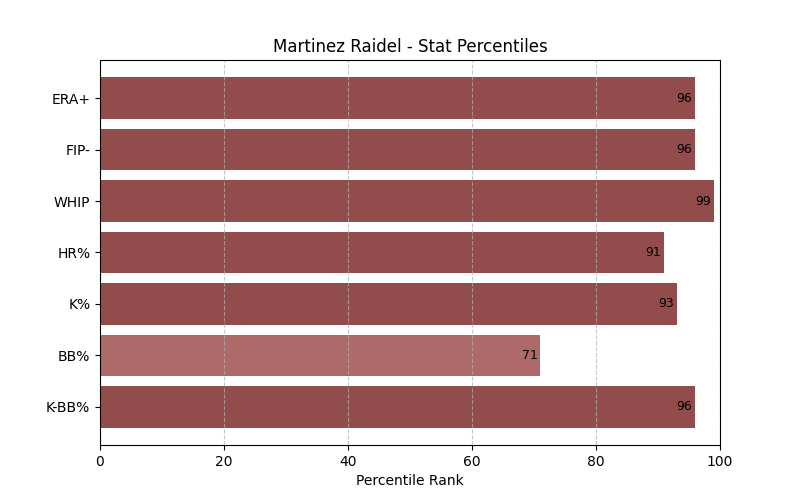 Martinez Raidel - Stat Percentiles
ERA+ 96
FIP- 96
WHIP 99
HR% 91
K% 93
BB% 71
K-BB% 96
0 20 40 60 80 100
Percentile Rank